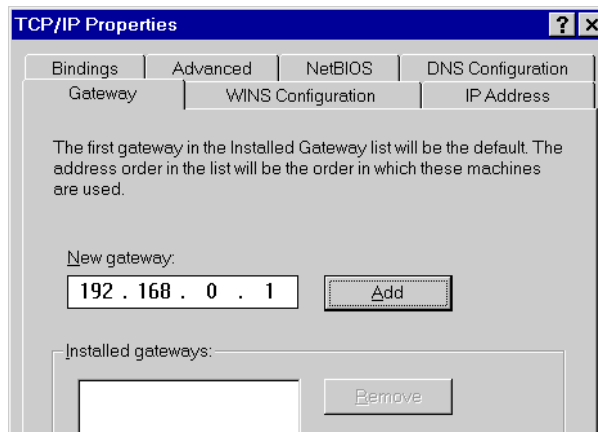 TCP/IP Properties
? ×
Bindings Advanced NetBIOS DNS Configuration
Gateway WINS Configuration IP Address
The first gateway in the Installed Gateway list will be the default. The
address order in the list will be the order in which these machines
are used.
New gateway:
192 . 168 . 0 . 1 Add
Installed gateways:
Remove